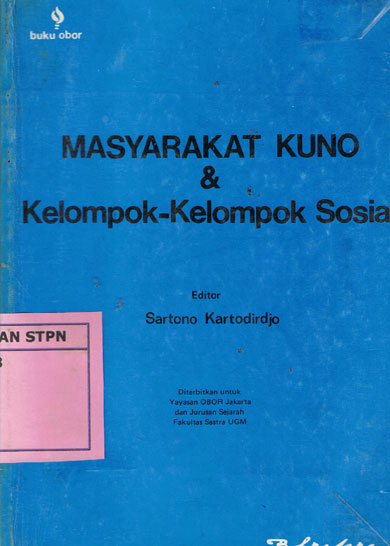 buku obor
MASYARAKAT KUNO
&
Kelompok-Kelompok Sosia
Editor
Sartono Kartodirdjo
AN STPN
Diterbitkan untuk
Yayasan OBOR Jakarta
dan Jurusan Sejarah
Fakultas Sastra UGM